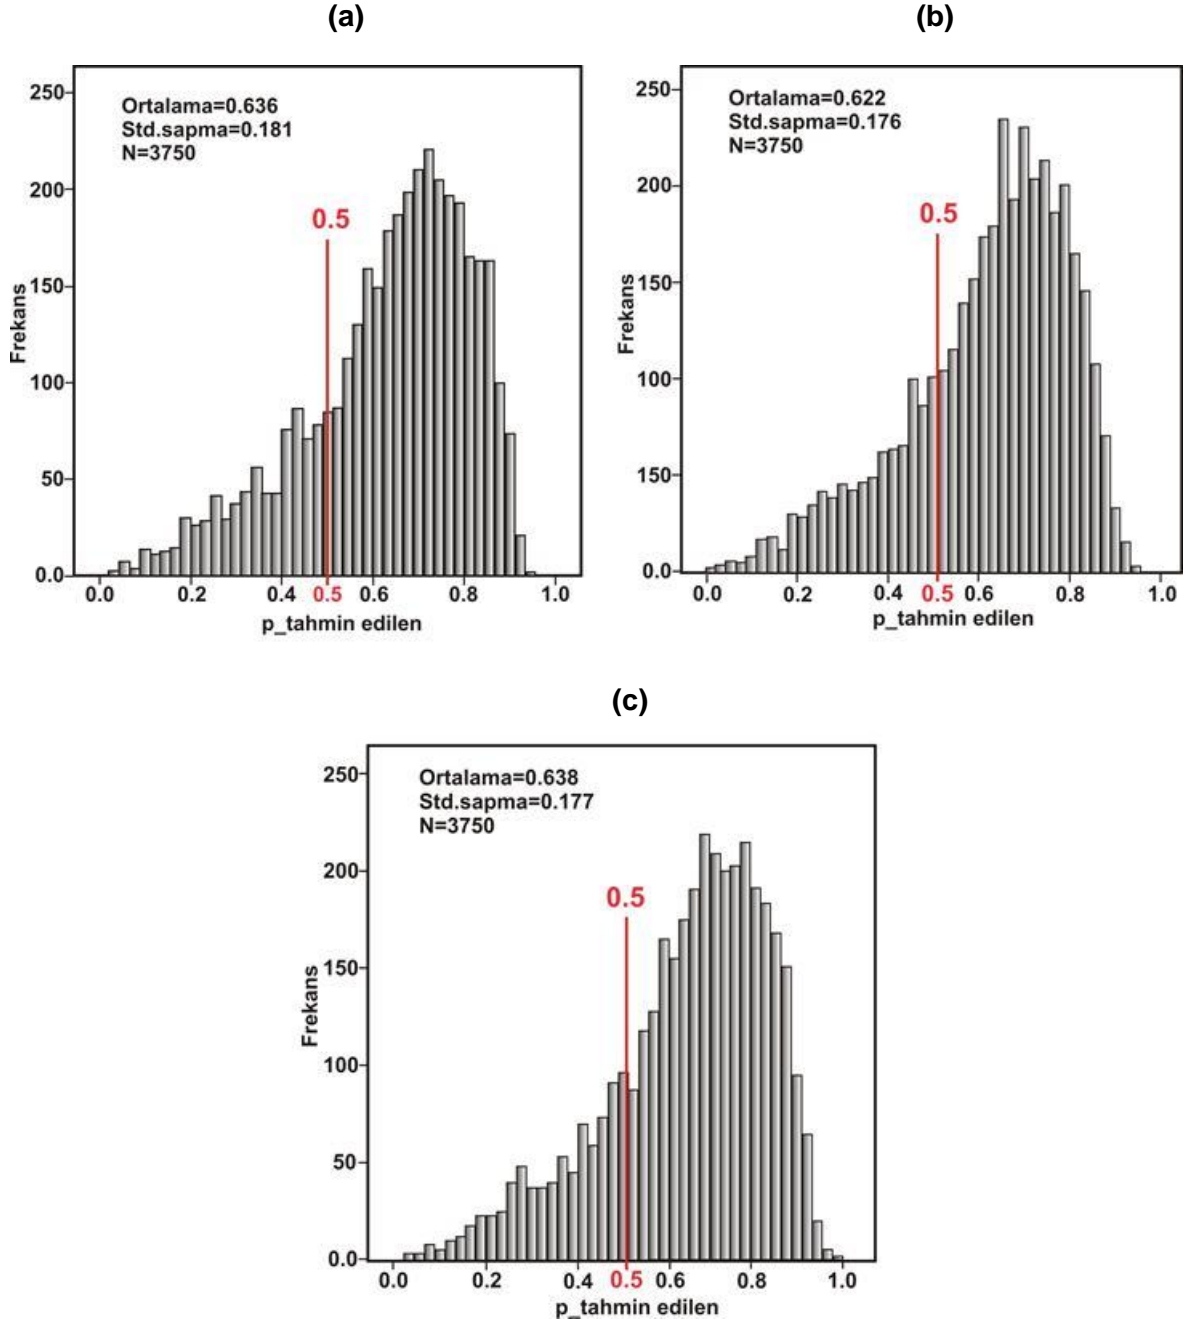 (a)
Ortalama=0.636
Std.sapma=0.181
N=3750
0.5
250
200
150
100
50
0.0
Frekans
0.0 0.2 0.4 0.5 0.6 0.8 1.0
p_tahmin edilen
(b)
Ortalama=0.622
Std.sapma=0.176
N=3750
0.5
250
200
150
100
150
0.0
Frekans
0.0 0.2 0.4 0.5 0.6 0.8 1.0
p_tahmin edilen
(c)
Ortalama=0.638
Std.sapma=0.177
N=3750
0.5
250
200
150
100
50
0.0
Frekans
0.0 0.2 0.4 0.5 0.6 0.8 1.0
p_tahmin edilen